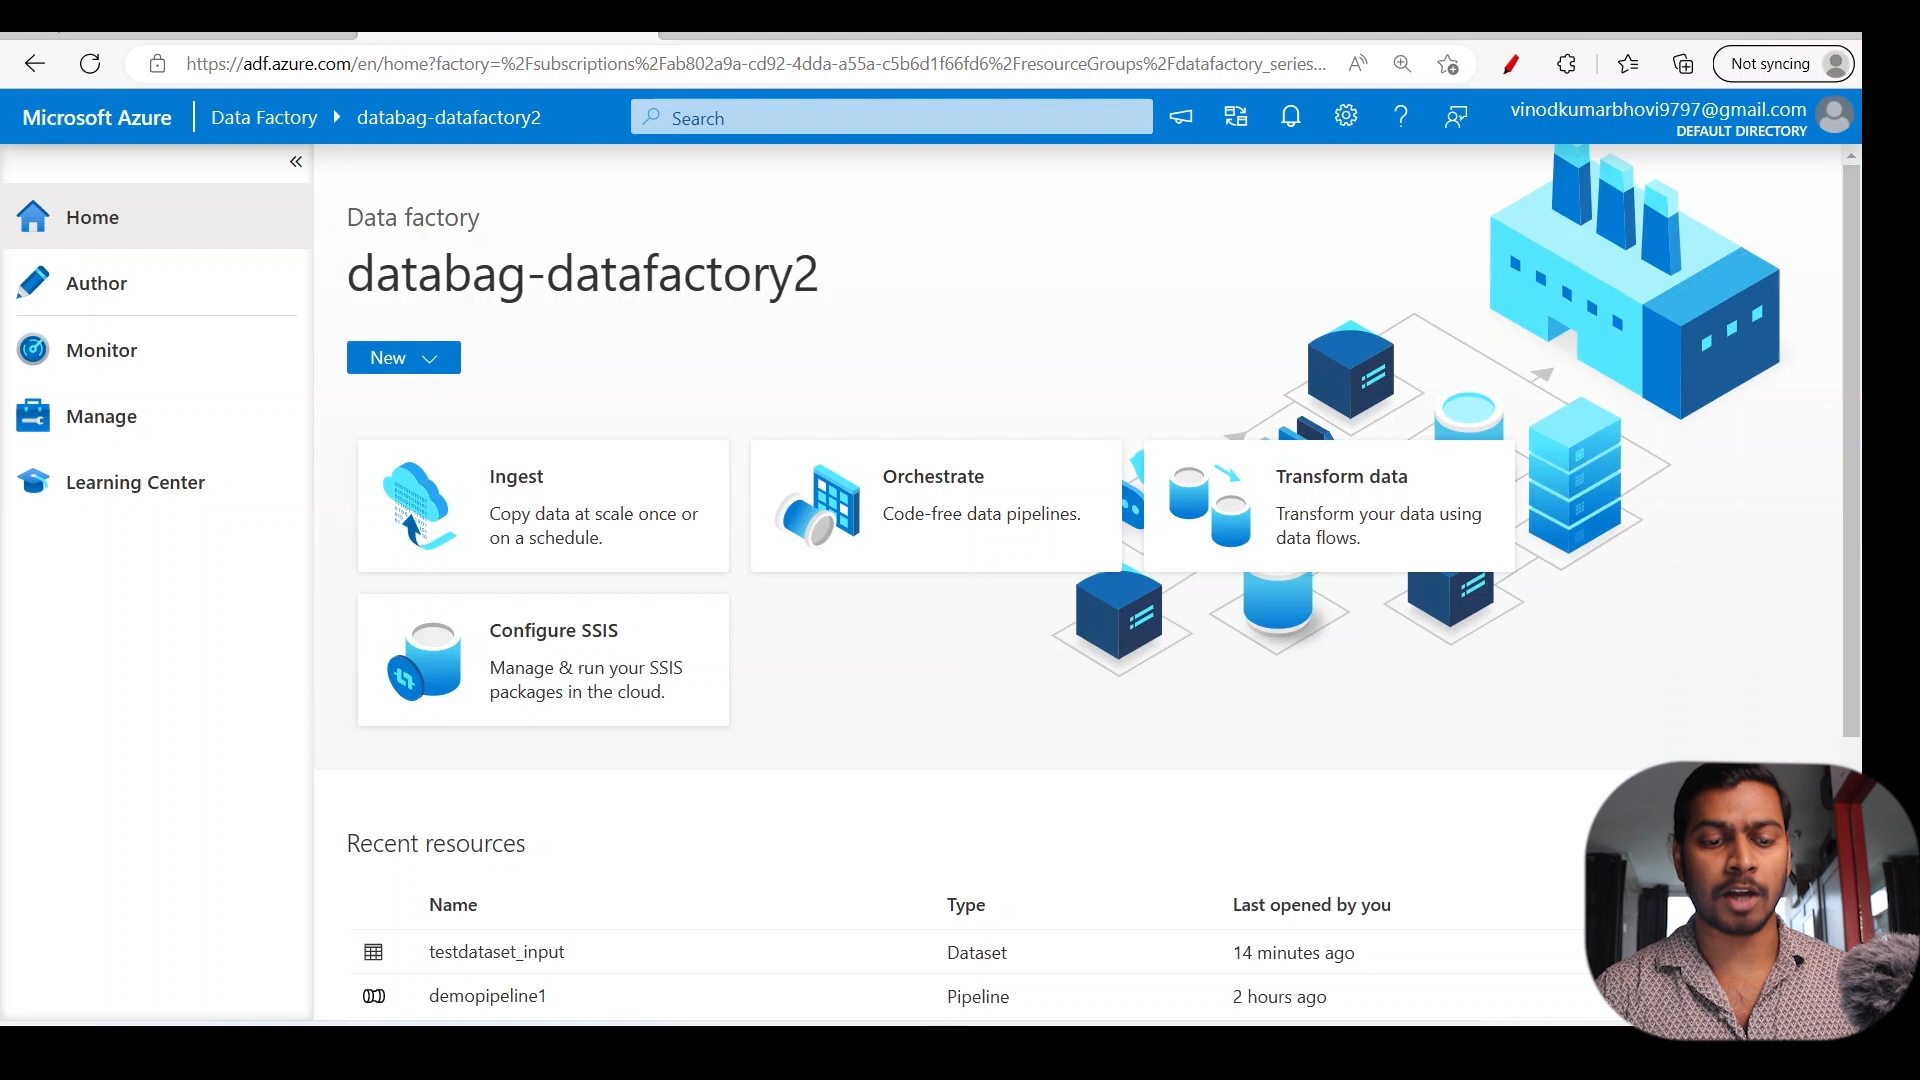 https://adf.azure.com/en/home?factory=%2Fsubscriptions%2Fab802a9a-cd92-4dda-a55a-c5b6d1f66fd6%2FresourceGroups%2Fdatafactory_series...
Not syncing
Microsoft Azure
Data Factory
databag-datafactory2
Search
vinodkumarbhovi9797@gmail.com
DEFAULT DIRECTORY
Home
Author
Monitor
Manage
Learning Center
Data factory
databag-datafactory2
New
Ingest
Copy data at scale once or
on a schedule.
Orchestrate
Code-free data pipelines.
Transform data
Transform your data using
data flows.
Configure SSIS
Manage & run your SSIS
packages in the cloud.
Recent resources
Name Type Last opened by you
testdataset_input Dataset 14 minutes ago
demopipeline1 Pipeline 2 hours ago